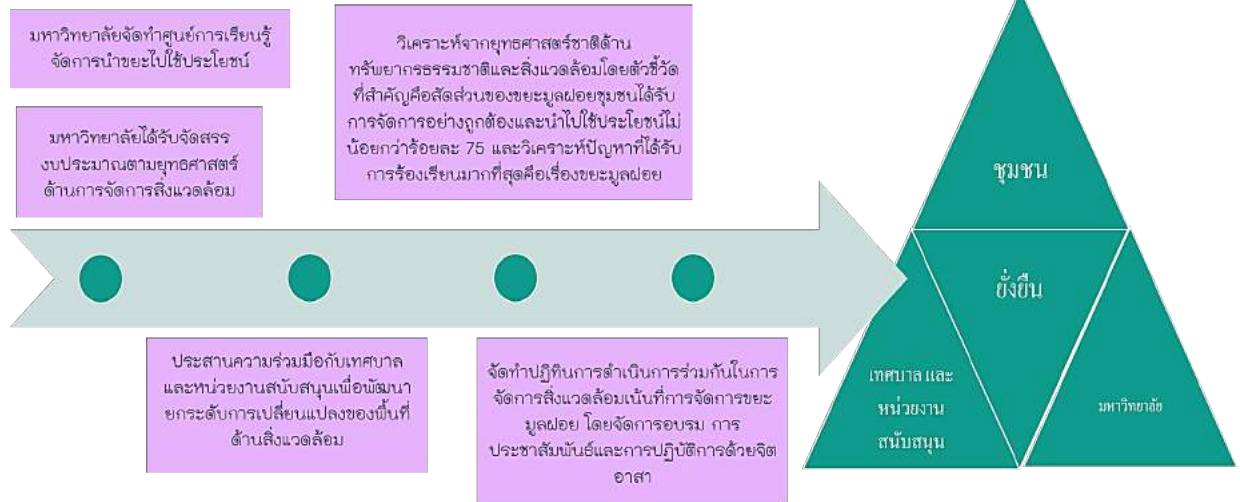 มหาวิทยาลัยจัดทำศูนย์การเรียนรู้
จัดการนำขยะไปใช้ประโยชน์
มหาวิทยาลัยได้รับจัดสรร
งบประมาณตามยุทธศาสตร์
ด้านการจัดการสิ่งแวดล้อม
วิเคราะห์จากยุทธศาสตร์ชาติด้าน
ทรัพยากรธรรมชาติและสิ่งแวดล้อมโดยตัวชี้วัด
ที่สำคัญคือสัดส่วนของขยะมูลฝอยชุมชนได้รับ
การจัดการอย่างถูกต้องและนำไปใช้ประโยชน์ไม่
น้อยกว่าร้อยละ 75 และวิเคราะห์ปัญหาที่ได้รับ
การร้องเรียนมากที่สุดคือเรื่องขยะมูลฝอย
ประสานความร่วมมือกับเทศบาล
และหน่วยงานสนับสนุนเพื่อพัฒนา
ยกระดับการเปลี่ยนแปลงของพื้นที่
ด้านสิ่งแวดล้อม
จัดทำปฏิทินการดำเนินการร่วมกันในการ
จัดการสิ่งแวดล้อมเน้นที่การจัดการขยะ
มูลฝอย โดยจัดการอบรม การ
ประชาสัมพันธ์และการปฏิบัติการด้วยจิต
อาสา
ชุมชน
ยั่งยืน
เทศบาล และ
หน่วยงาน
สนับสนุน
มหาวิทยาลัย